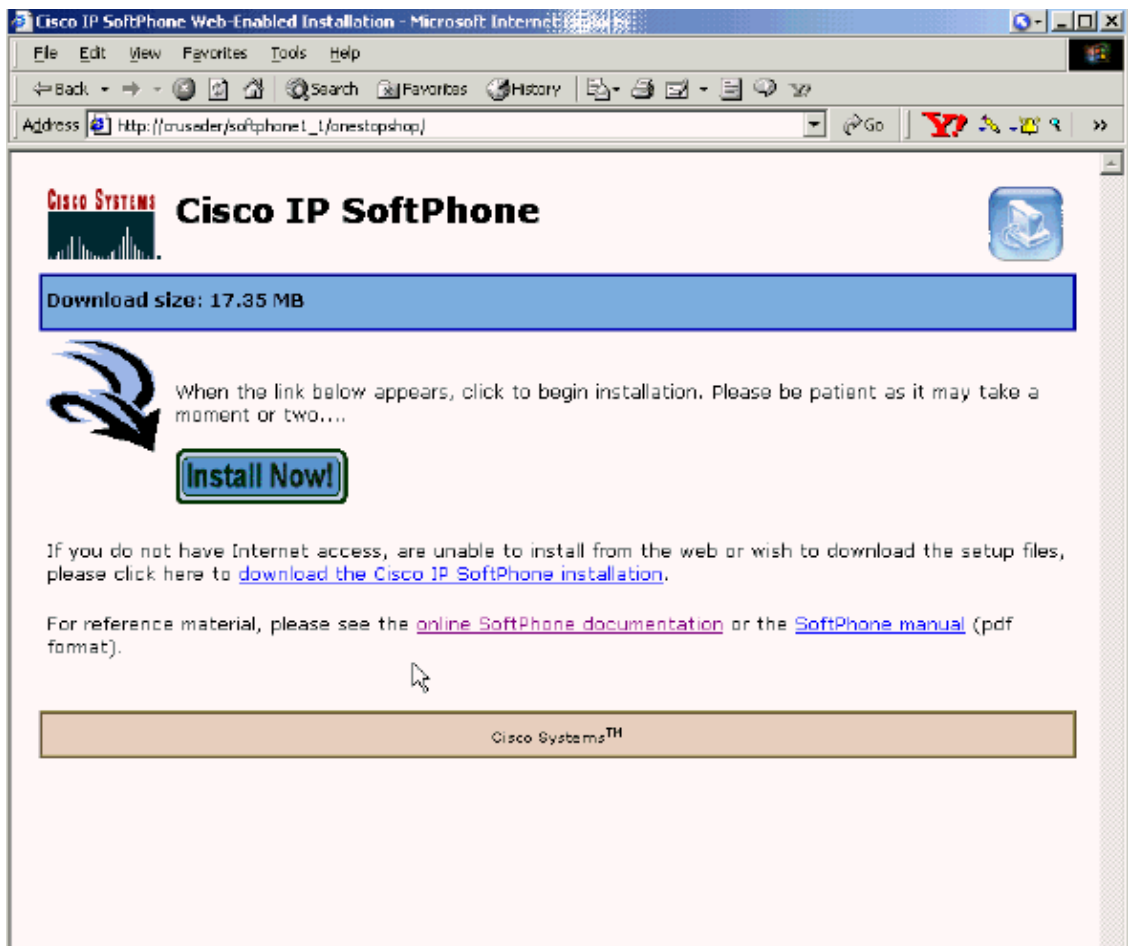 Cisco IP SoftPhone Web-Enabled Installation - Microsoft Internet
File Edit View Favorites Tools Help
Back Search Favorites History
Address http://crusader/softphone1_1/onestopshop/ Go Y!
CISCO SYSTEMS
Cisco IP SoftPhone
Download size: 17.35 MB
When the link below appears, click to begin installation. Please be patient as it may take a
moment or two....
Install Now!
If you do not have Internet access, are unable to install from the web or wish to download the setup files,
please click here to download the Cisco IP SoftPhone installation.
For reference material, please see the online SoftPhone documentation or the SoftPhone manual (pdf
format).
Cisco Systems™